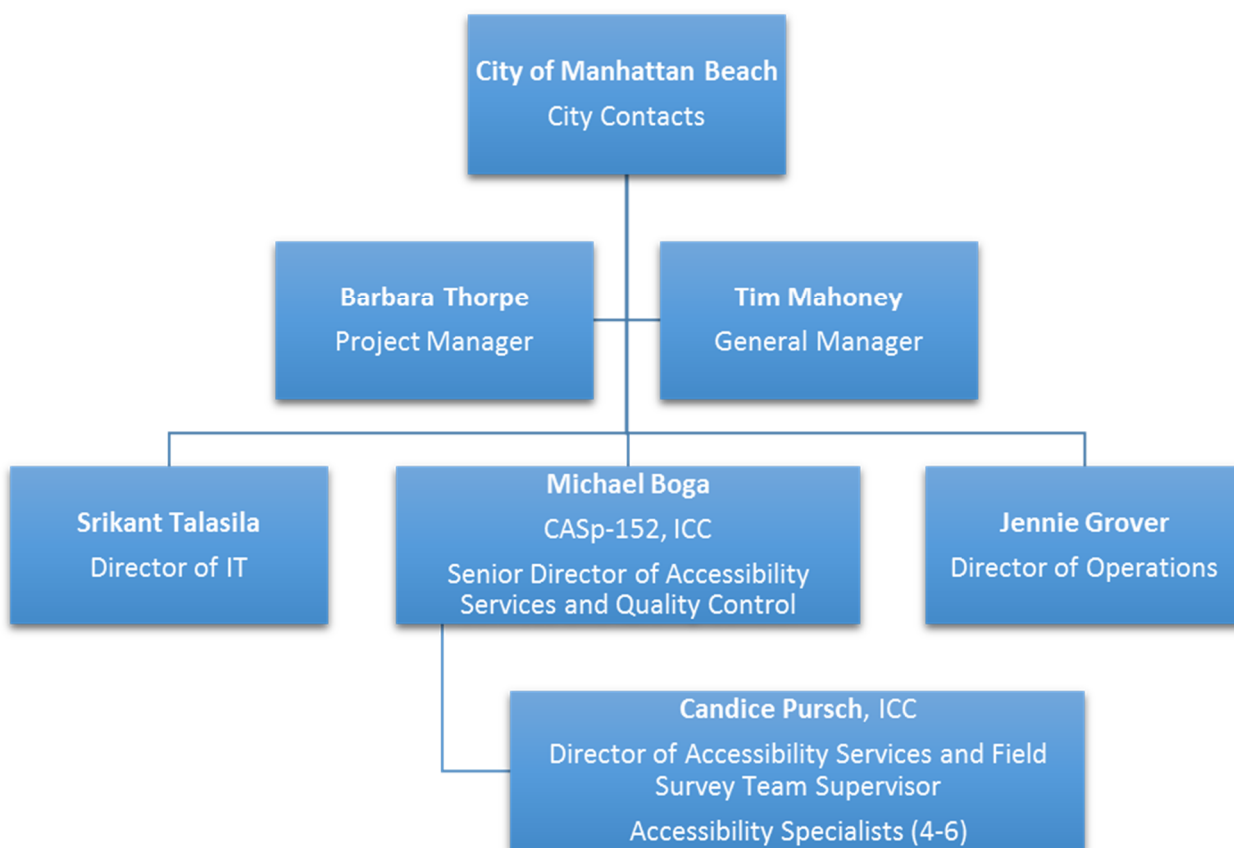 City of Manhattan Beach
City Contacts
Barbara Thorpe
Project Manager
Tim Mahoney
General Manager
Srikant Talasila
Director of IT
Michael Boga
CASp-152, ICC
Senior Director of Accessibility
Services and Quality Control
Jennie Grover
Director of Operations
Candice Pursch, ICC
Director of Accessibility Services and Field
Survey Team Supervisor
Accessibility Specialists (4-6)